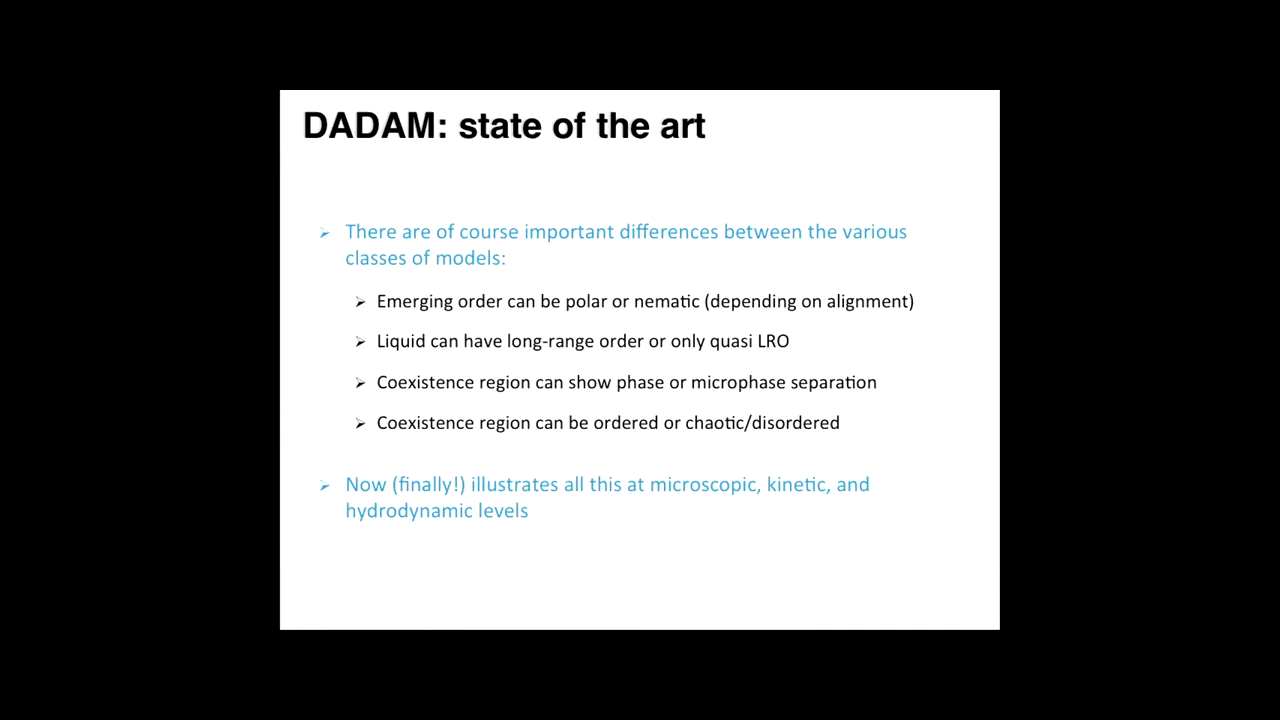 DADAM: state of the art
➢ There are of course important differences between the various
classes of models:
➢ Emerging order can be polar or nematic (depending on alignment)
➢ Liquid can have long-range order or only quasi LRO
➢ Coexistence region can show phase or microphase separation
➢ Coexistence region can be ordered or chaotic/disordered
➢ Now (finally!) illustrates all this at microscopic, kinetic, and
hydrodynamic levels